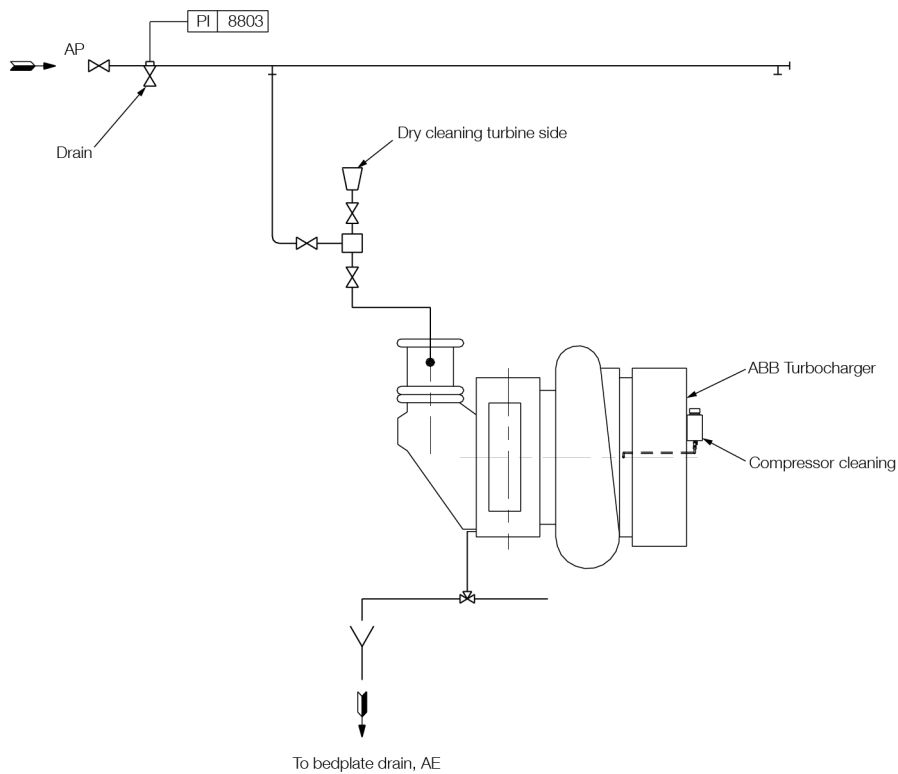 PI 8803
AP
Drain
Dry cleaning turbine side
ABB Turbocharger
Compressor cleaning
To bedplate drain, AE